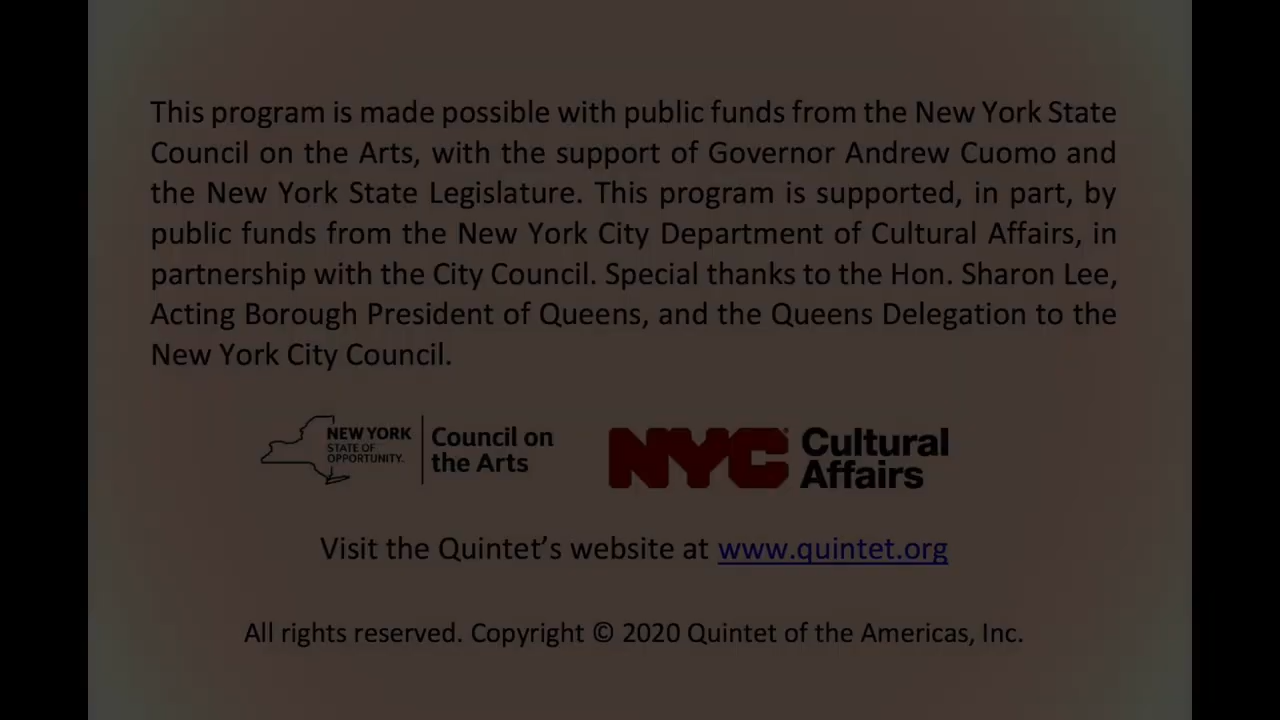 This program is made possible with public funds from the New York State
Council on the Arts, with the support of Governor Andrew Cuomo and
the New York State Legislature. This program is supported, in part, by
public funds from the New York City Department of Cultural Affairs, in
partnership with the City Council. Special thanks to the Hon. Sharon Lee,
Acting Borough President of Queens, and the Queens Delegation to the
New York City Council.
NEW YORK
STATE OF
OPPORTUNITY.
Council on
the Arts
NYC
Cultural
Affairs
Visit the Quintet’s website at www.quintet.org
All rights reserved. Copyright © 2020 Quintet of the Americas, Inc.